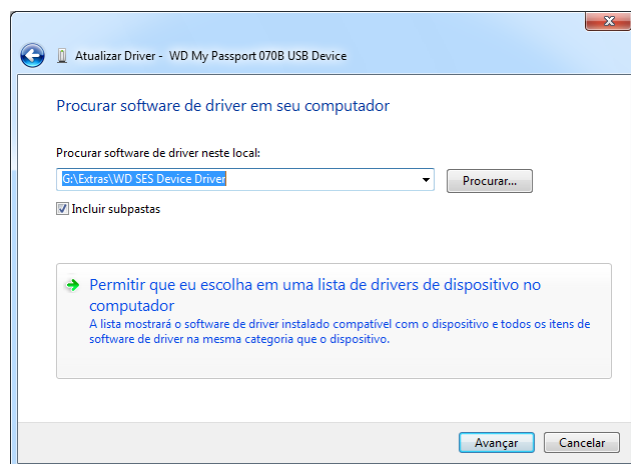 Atualizar Driver - WD My Passport 070B USB Device
Procurar software de driver em seu computador
Procurar software de driver neste local:
G:\Extras\WD SES Device Driver
Procurar...
Incluir subpastas
Permitir que eu escolha em uma lista de drivers de dispositivo no
computador
A lista mostrará o software de driver instalado compatível com o dispositivo e todos os itens de
software de driver na mesma categoria que o dispositivo.
Avançar
Cancelar